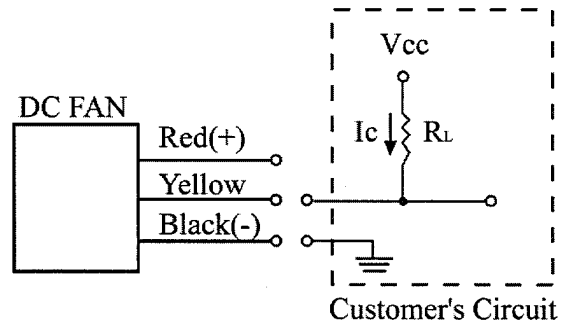 Vcc
DC FAN
Ic
RL
Red(+)
Yellow
Black(-)
Customer's Circuit